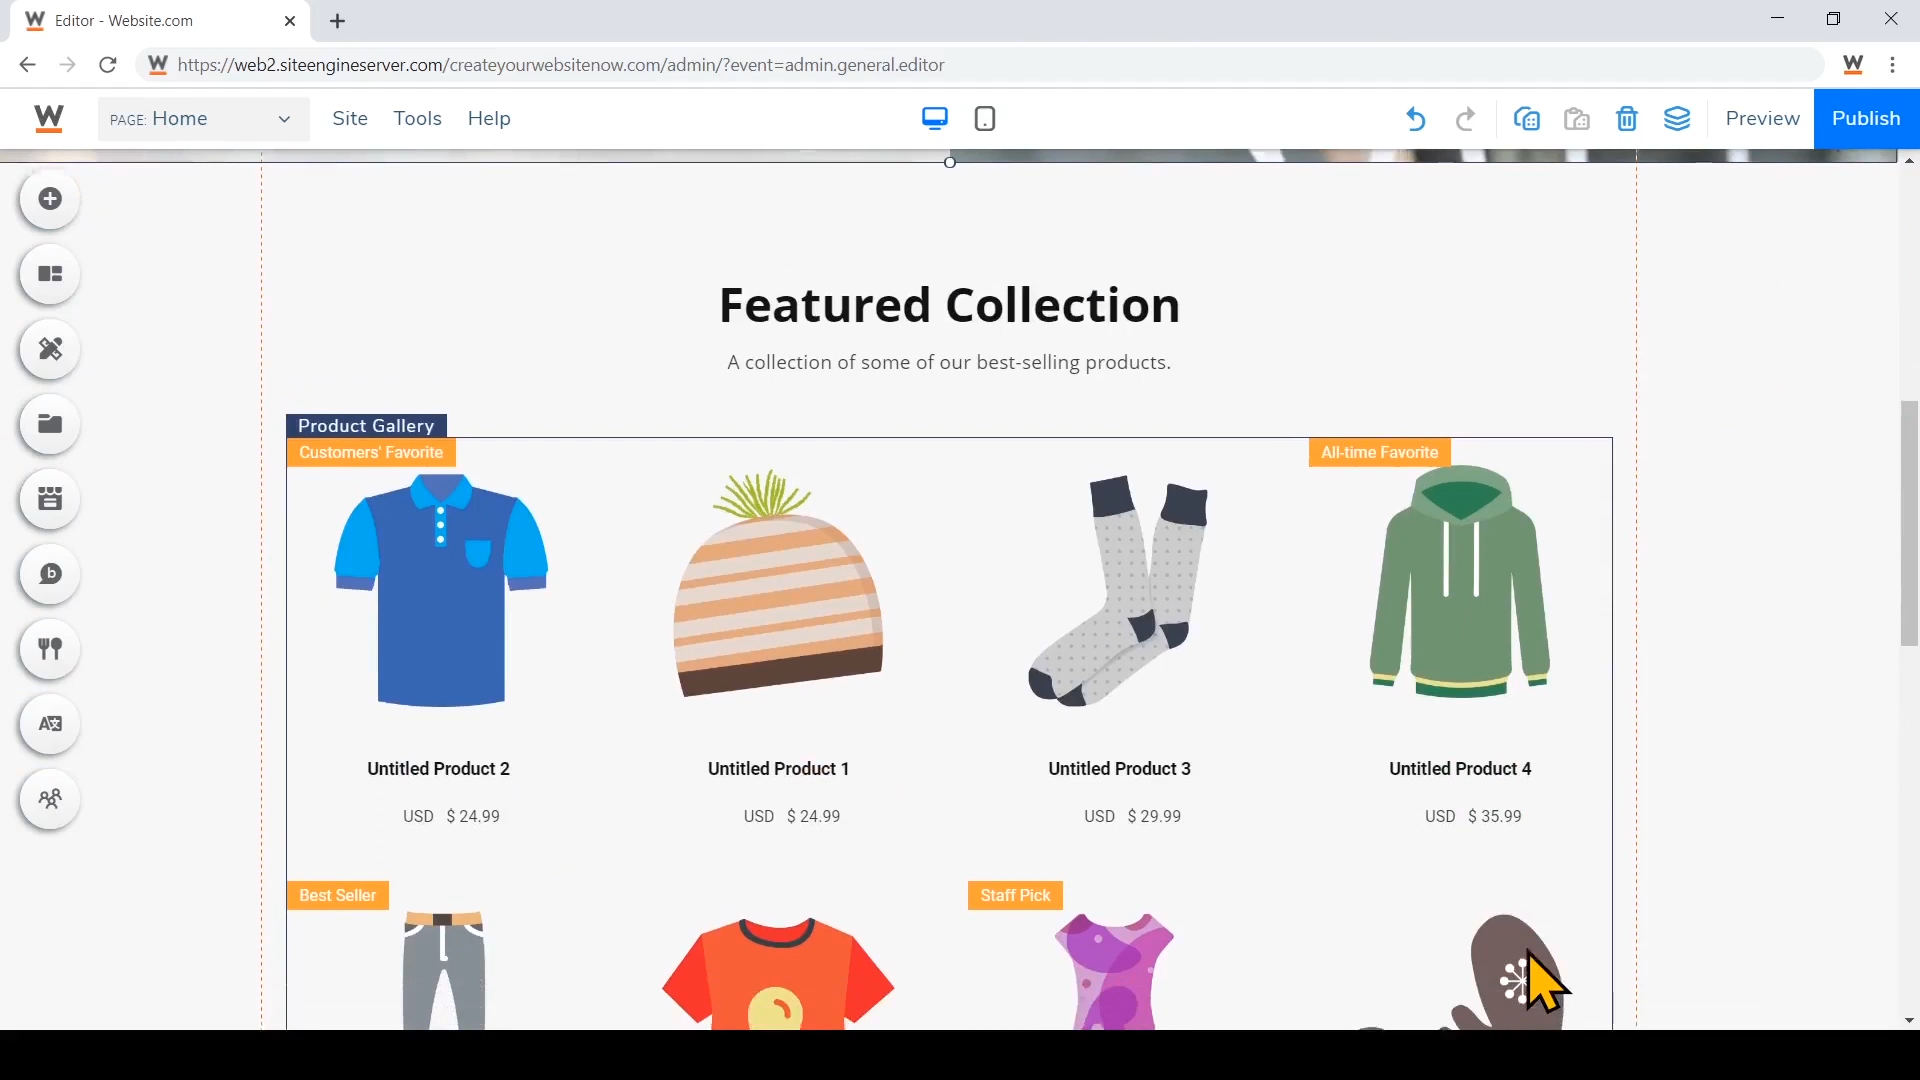 Editor - Website.com
https://web2.siteengineserver.com/createyourwebsitenow.com/admin/?event=admin.general.editor
PAGE: Home Site Tools Help Preview Publish
Featured Collection
A collection of some of our best-selling products.
Product Gallery
Customers' Favorite
All-time Favorite
Untitled Product 2
Untitled Product 1
Untitled Product 3
Untitled Product 4
USD $ 24.99
USD $ 24.99
USD $ 29.99
USD $ 35.99
Best Seller
Staff Pick